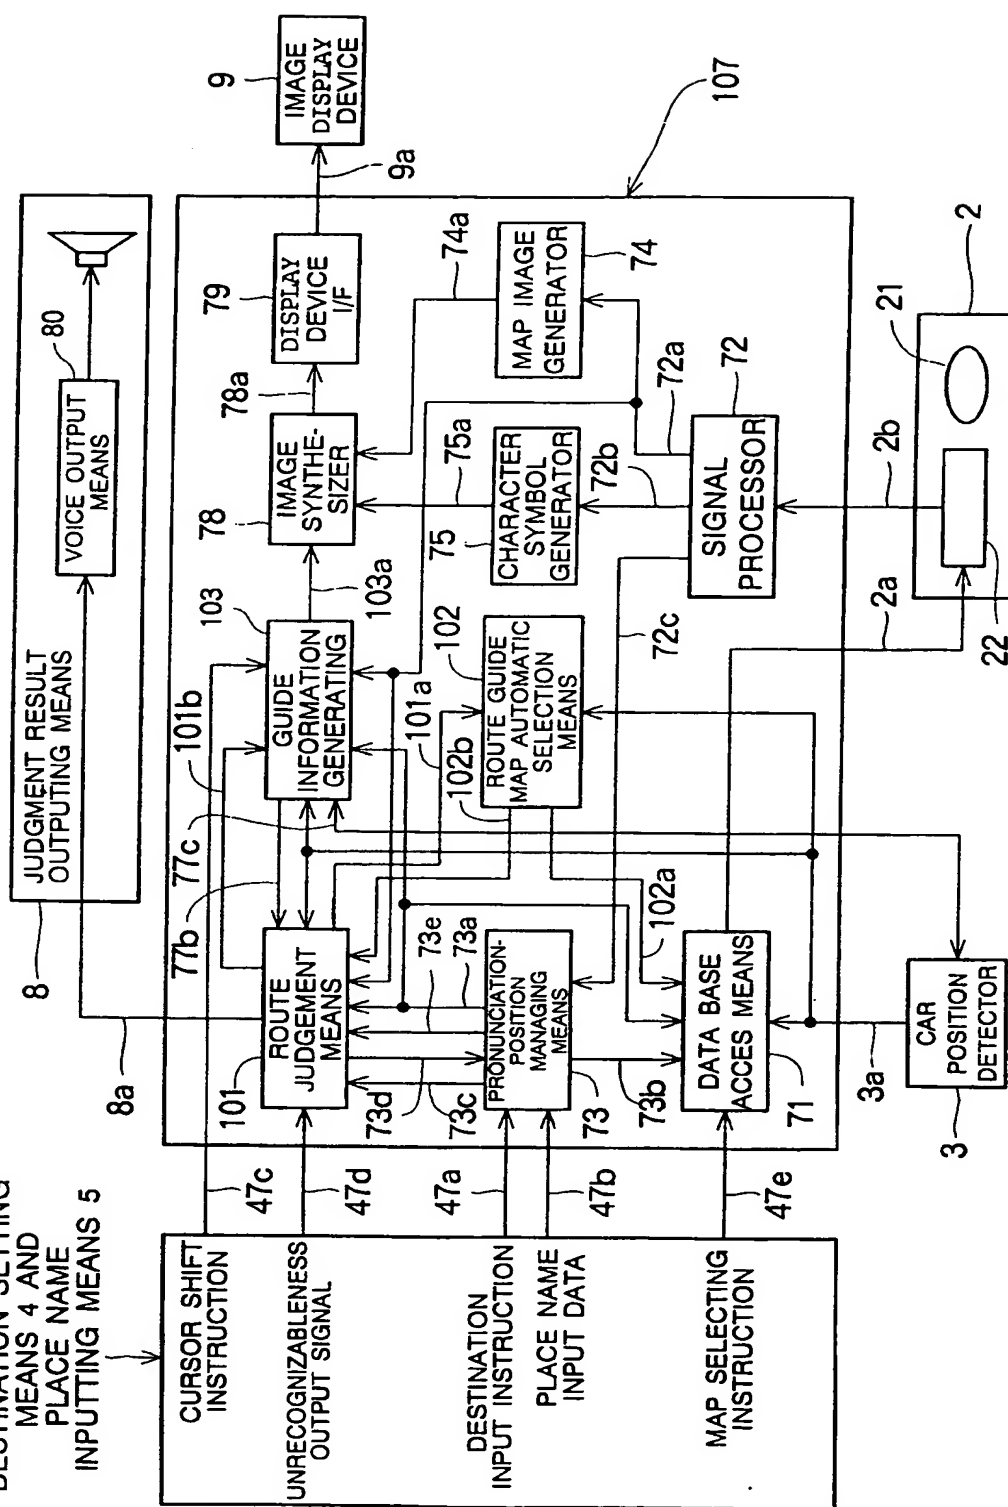 DESTINATION SETTING
MEANS 4 AND
PLACE NAME
INPUTTING MEANS 5
CURSOR SHIFT
INSTRUCTION
UNRECOGNIZABLENESS
OUTPUT SIGNAL
DESTINATION
INPUT INSTRUCTION
PLACE NAME
INPUT DATA
MAP SELECTING
INSTRUCTION
47c
47d
47a
47b
47e
8
JUDGMENT RESULT
OUTPUTING MEANS
8a
80
VOICE OUTPUT
MEANS
101
ROUTE
JUDGEMENT
MEANS
77b
77c
101b
103
GUIDE
INFORMATION
GENERATING
103a
78
IMAGE
SYNTHE-
SIZER
78a
79
DISPLAY
DEVICE
I/F
9a
9
IMAGE
DISPLAY
DEVICE
73d
73c
73e
73a
101a
102b
102
ROUTE GUIDE
MAP AUTOMATIC
SELECTION
MEANS
102a
PRONUNCIATION-
POSITION
MANAGING
MEANS
73
73b
72c
75
CHARACTER
SYMBOL
GENERATOR
75a
72b
74a
MAP IMAGE
GENERATOR
74
72a
DATA BASE
ACCES MEANS
71
SIGNAL
PROCESSOR
72
107
3a
3
CAR
POSITION
DETECTOR
2a
2b
22
21
2